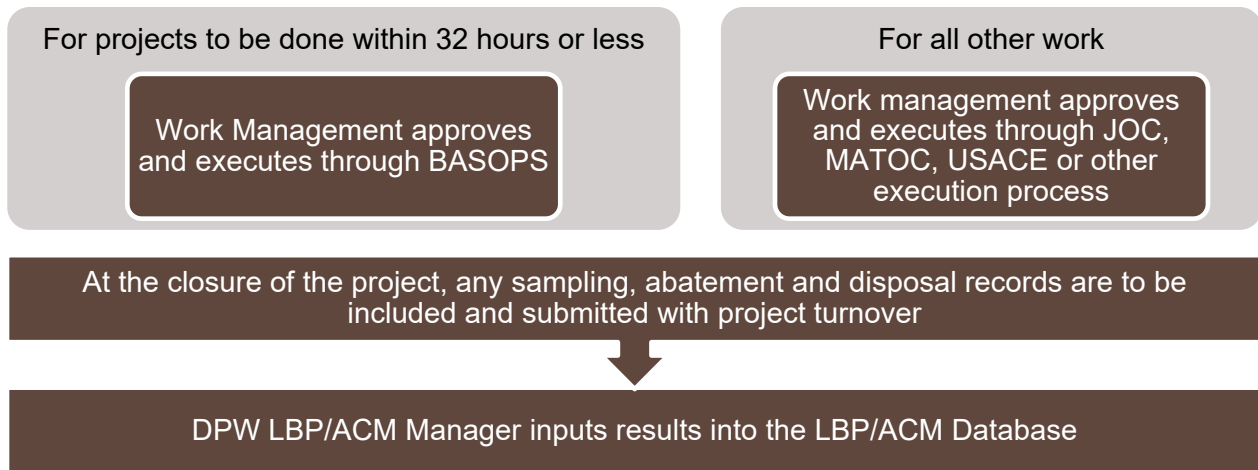 For projects to be done within 32 hours or less
Work Management approves
and executes through BASOPS
For all other work
Work management approves
and executes through JOC,
MATOC, USACE or other
execution process
At the closure of the project, any sampling, abatement and disposal records are to be
included and submitted with project turnover
DPW LBP/ACM Manager inputs results into the LBP/ACM Database